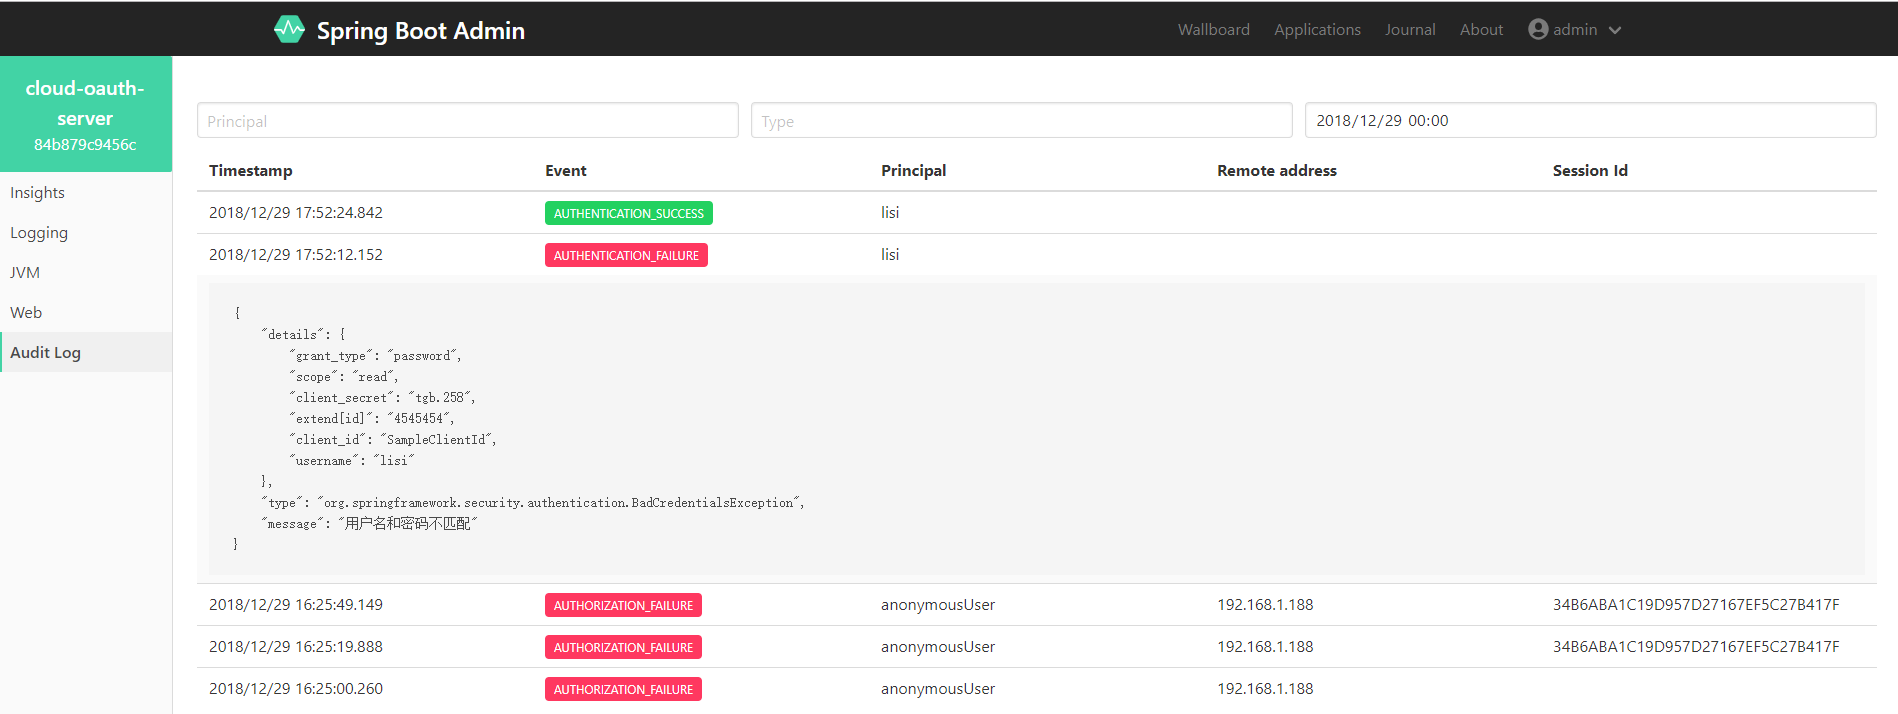 Spring Boot Admin
Wallboard Applications Journal About admin
cloud-oauth-
server
84b879c9456c
Insights
Logging
JVM
Web
Audit Log
Principal Type 2018/12/29 00:00
Timestamp Event Principal Remote address Session Id
2018/12/29 17:52:24.842 AUTHENTICATION_SUCCESS lisi
2018/12/29 17:52:12.152 AUTHENTICATION_FAILURE lisi
{
"details": {
"grant_type": "password",
"scope": "read",
"client_secret": "tgb.258",
"extend[id]": "4545454",
"client_id": "SampleClientId",
"username": "lisi"
},
"type": "org.springframework.security.authentication.BadCredentialsException",
"message": "用户名和密码不匹配"
}
2018/12/29 16:25:49.149 AUTHORIZATION_FAILURE anonymousUser 192.168.1.188 34B6ABA1C19D957D27167EF5C27B417F
2018/12/29 16:25:19.888 AUTHORIZATION_FAILURE anonymousUser 192.168.1.188 34B6ABA1C19D957D27167EF5C27B417F
2018/12/29 16:25:00.260 AUTHORIZATION_FAILURE anonymousUser 192.168.1.188